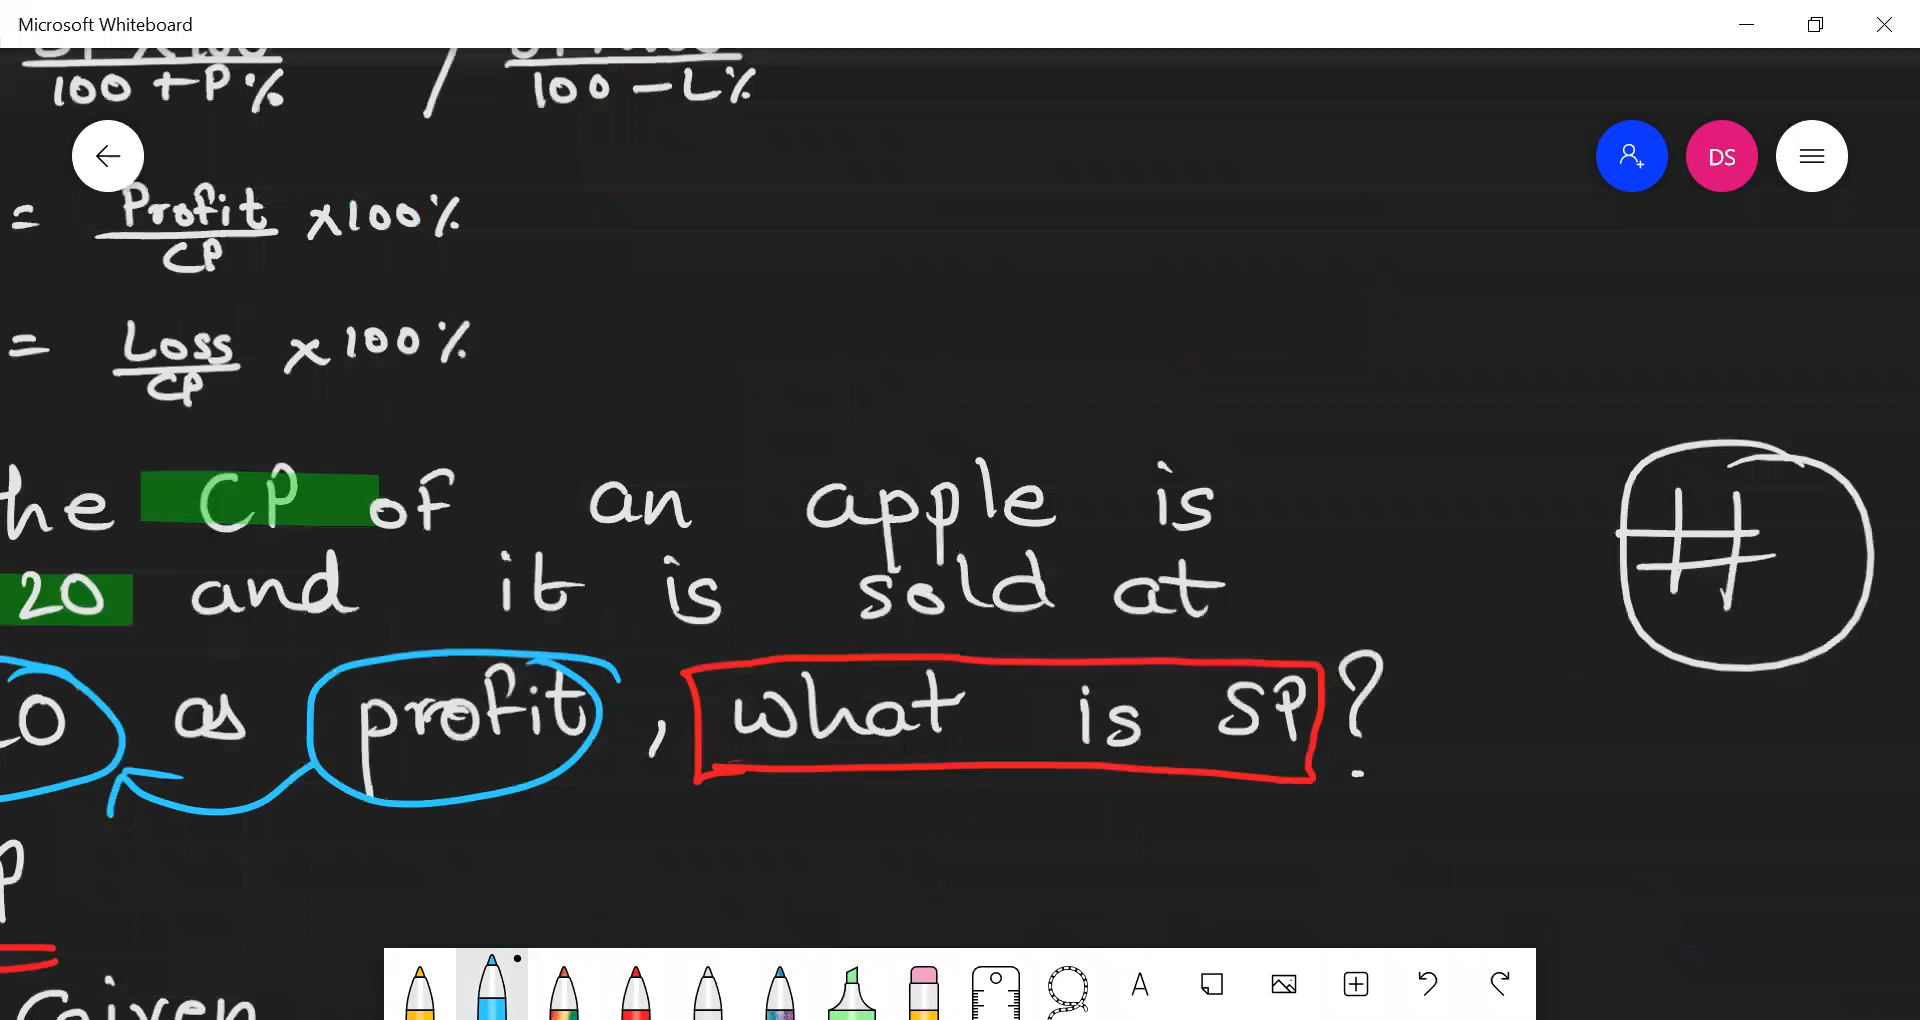 Microsoft Whiteboard
100 + P% / 100 - L%
DS
= Profit
CP × 100%
= Loss
CP × 100%
he CP of an apple is
#
20 and it is sold at
0 as profit, what is SP?
P
Given
A